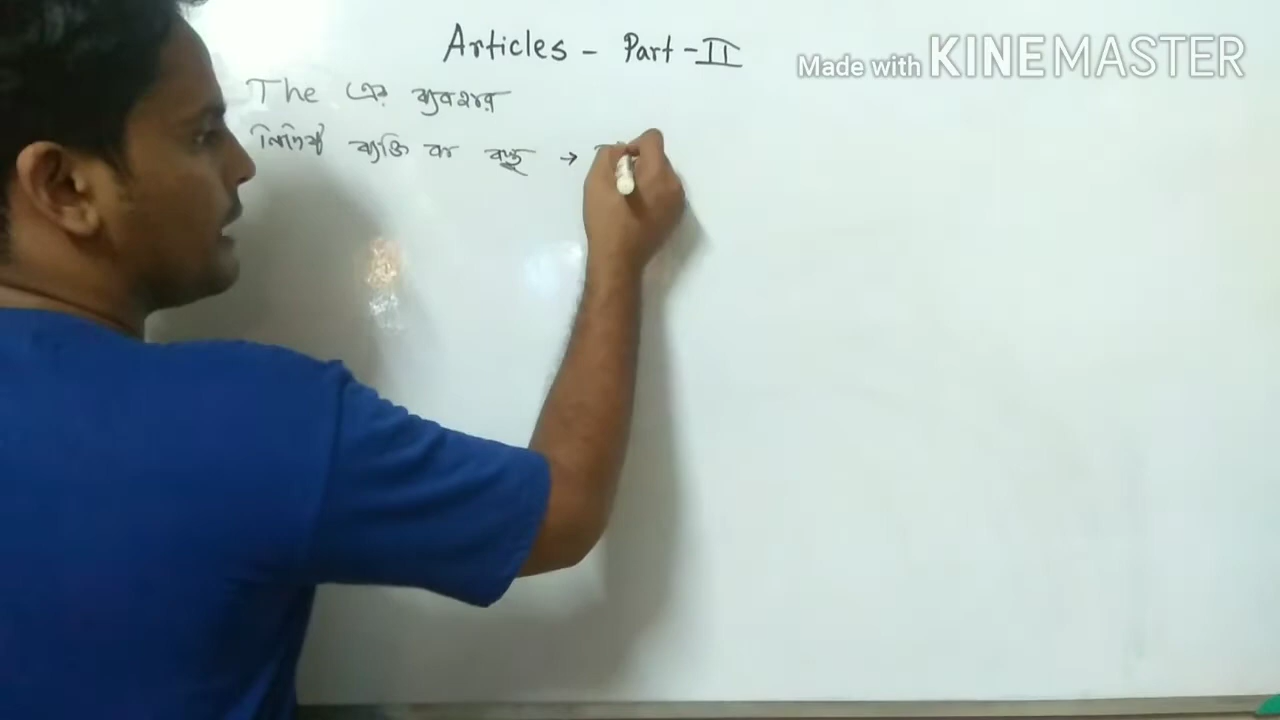 Articles - Part - II
Made with KINEMASTER
The এর ব্যবহার
নির্দিষ্ট ব্যক্তি বা বস্তু →